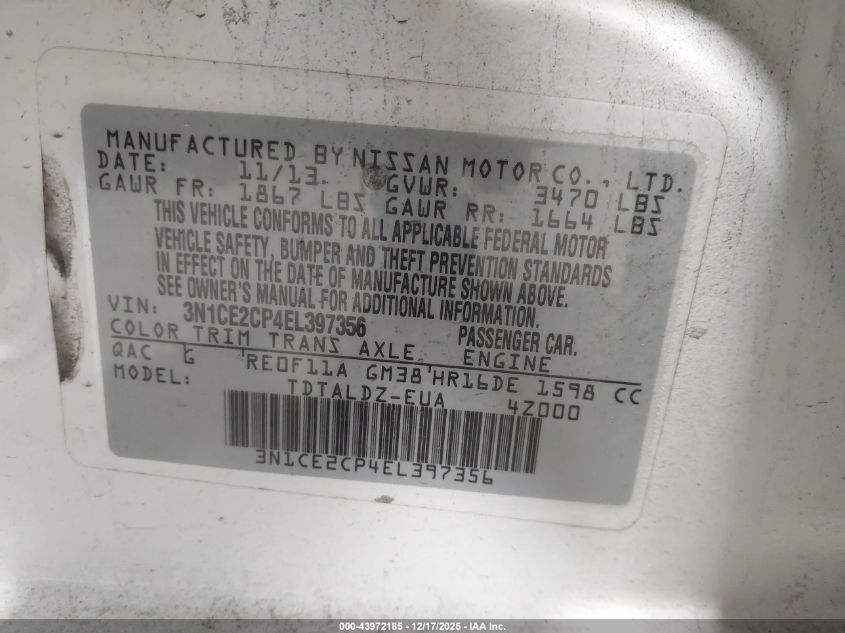 MANUFACTURED BY NISSAN MOTOR CO., LTD.
DATE: 11/13. GVWR: 3470 LBS
GAWR FR: 1867 LBS GAWR RR: 1664 LBS
THIS VEHICLE CONFORMS TO ALL APPLICABLE FEDERAL MOTOR
VEHICLE SAFETY, BUMPER AND THEFT PREVENTION STANDARDS
IN EFFECT ON THE DATE OF MANUFACTURE SHOWN ABOVE.
SEE OWNER'S MANUAL FOR ADDITIONAL INFORMATION.
VIN: 3N1CE2CP4EL397356 PASSENGER CAR.
COLOR TRIM TRANS AXLE ENGINE
QAC G RE0F11A GM38 HR16DE 1598 CC
MODEL: TDTALDZ-EUA 4Z000
3N1CE2CP4EL397356
000-43972185 - 12/17/2025 - IAA Inc.